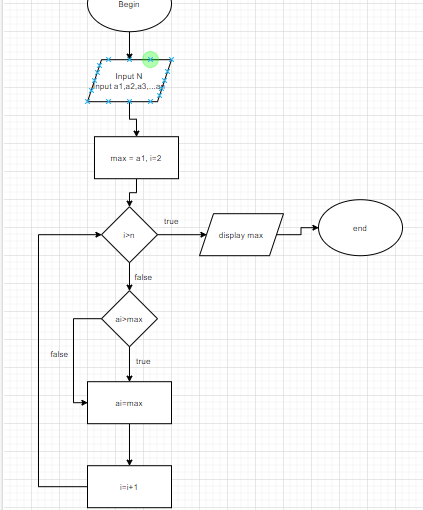 Begin
Input N
input a1,a2,a3,...a
max = a1, i=2
i>n
true
display max
end
false
ai>max
false
true
ai=max
i=i+1